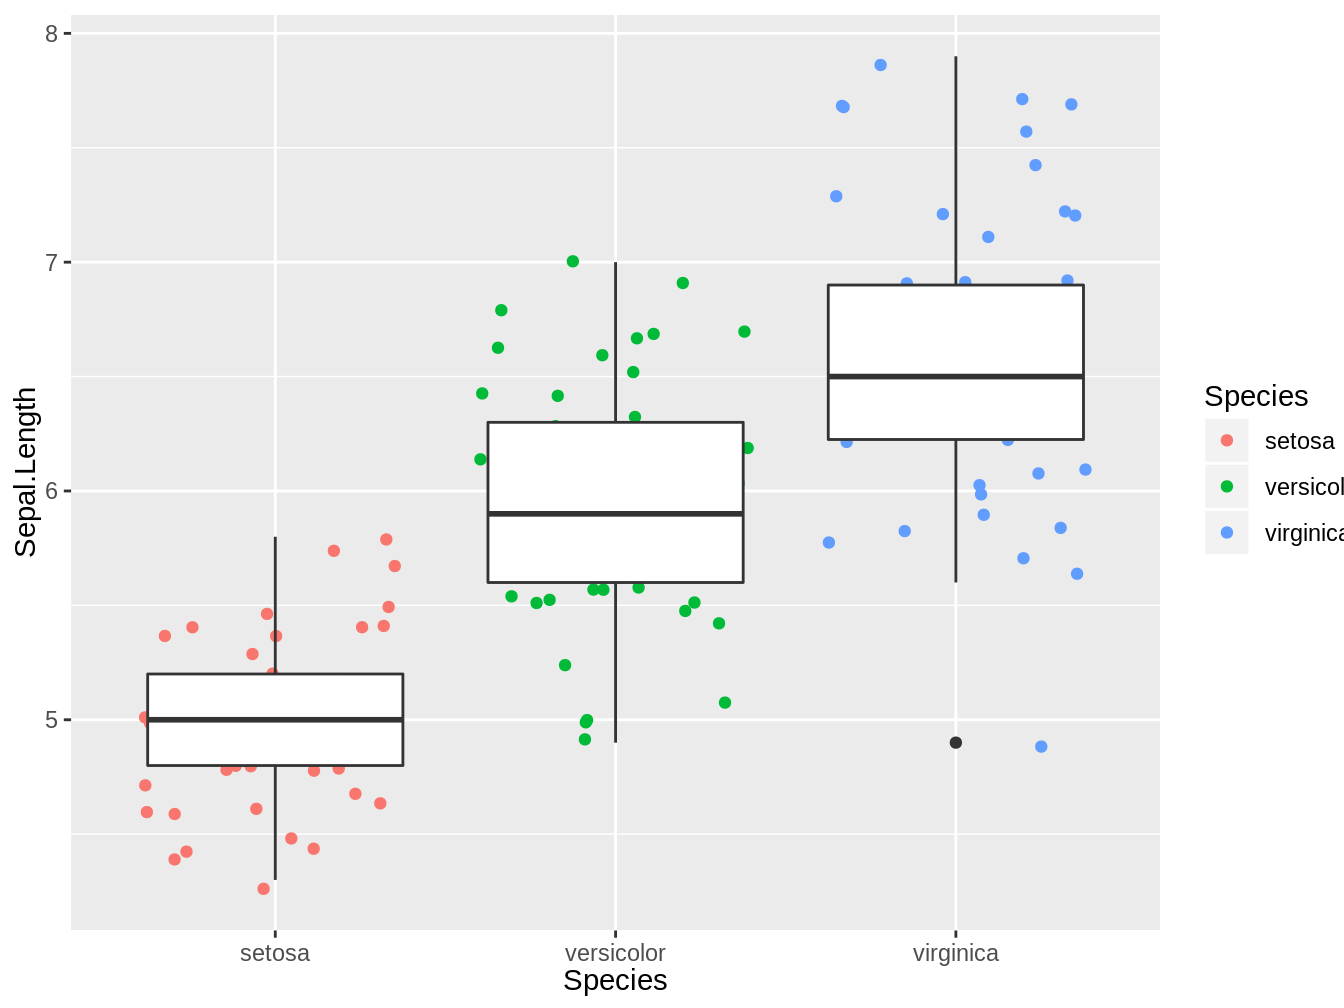 8
7
6
5
Sepal.Length
setosa versicolor virginica
Species
Species
setosa
versicol
virginica